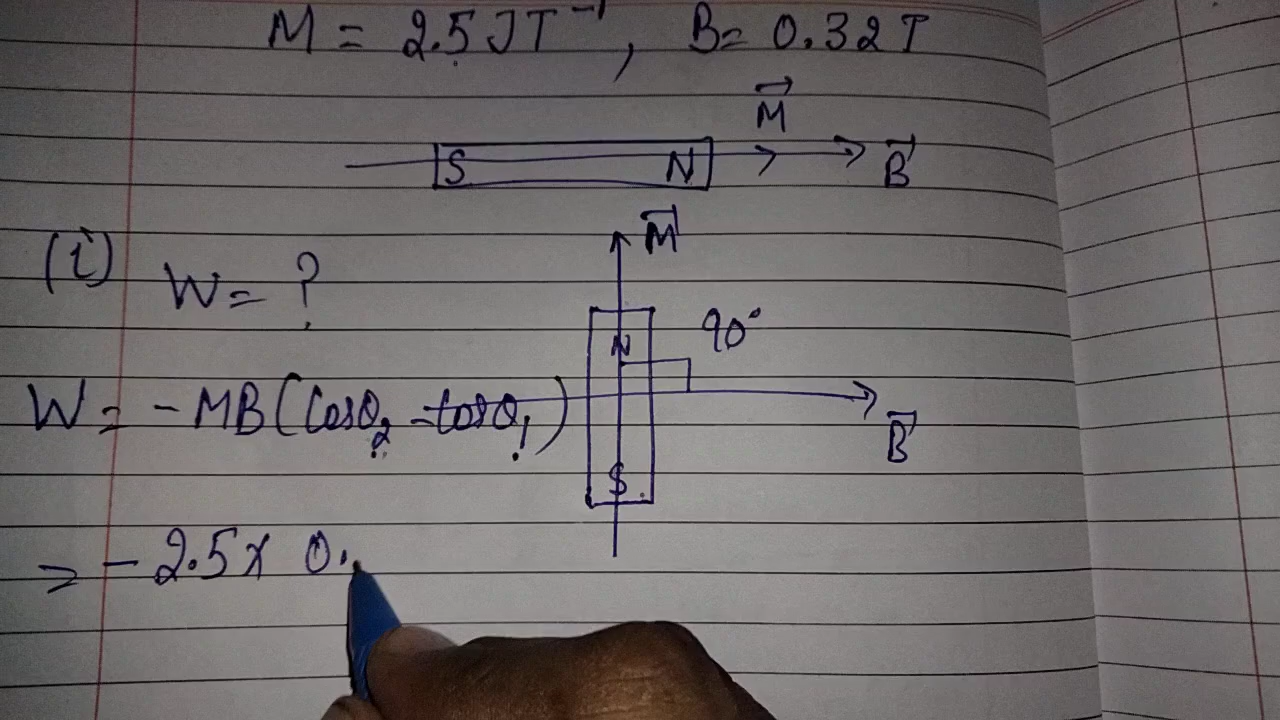 M = 2.5 JT⁻¹, B = 0.32 T
M⃗
S N B⃗
M⃗
(i) W = ?
90°
N
W = -MB(Cosθ₂ - Cosθ₁)
B⃗
S
= -2.5 × 0.